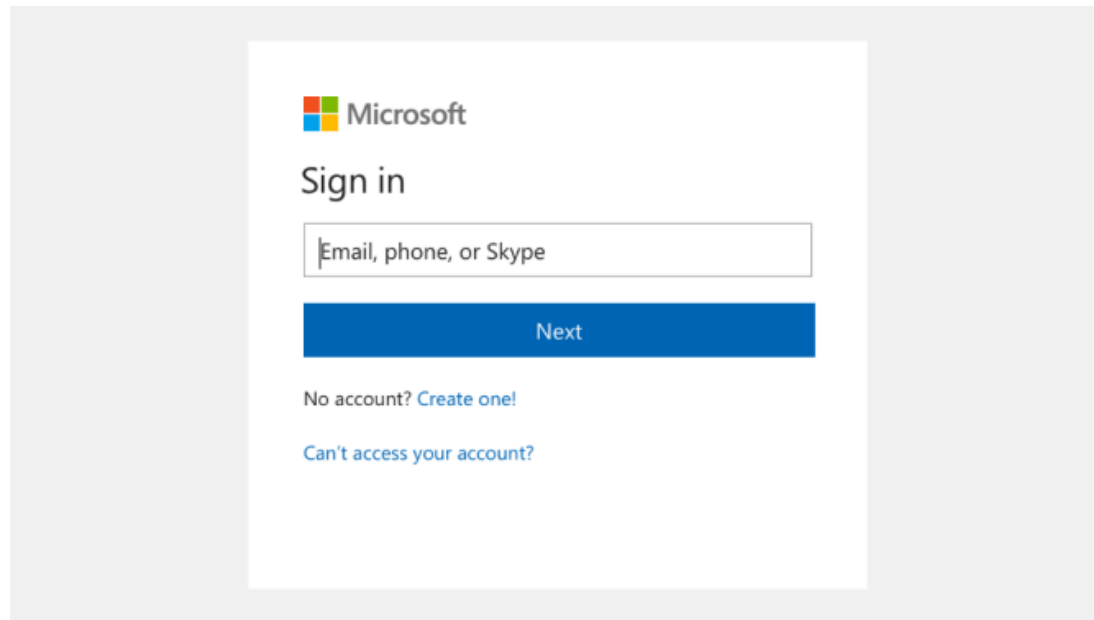 Microsoft
Sign in
Email, phone, or Skype
Next
No account? Create one!
Can't access your account?